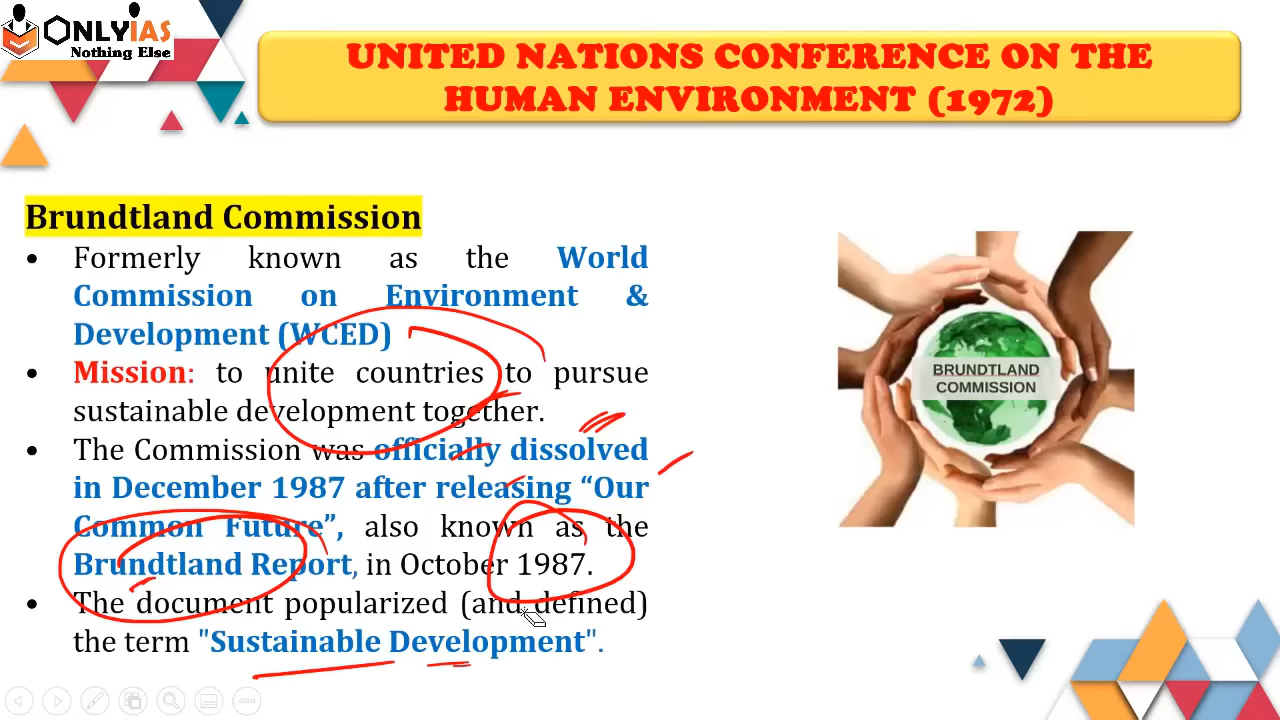 ONLYIAS
Nothing Else
UNITED NATIONS CONFERENCE ON THE
HUMAN ENVIRONMENT (1972)
Brundtland Commission
• Formerly known as the World
Commission on Environment &
Development (WCED)
• Mission: to unite countries to pursue
sustainable development together.
• The Commission was officially dissolved
in December 1987 after releasing “Our
Common Future”, also known as the
Brundtland Report, in October 1987.
• The document popularized (and defined)
the term "Sustainable Development".
BRUNDTLAND
COMMISSION